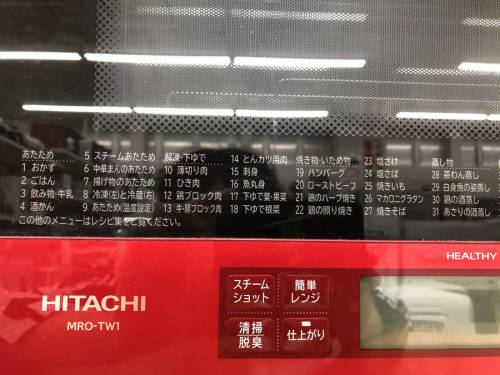 あたため
1 おかず
2 ごはん
3 飲み物・牛乳
4 酒かん
5 スチームあたため
6 中華まんのあたため
7 揚げ物のあたため
8 冷凍(左)と冷蔵(右)
9 あたため(温度設定)
解凍・下ゆで
10 薄切り肉
11 ひき肉
12 鶏ブロック肉
13 牛・豚ブロック肉
14 とんカツ用肉
15 刺身
16 魚丸身
17 下ゆで葉・果菜
18 下ゆで根菜
焼き物・いため物
19 ハンバーグ
20 ローストビーフ
21 鶏のハーブ焼き
22 鶏の照り焼き
23 塩ざけ
24 塩さば
25 焼きいも
26 マカロニグラタン
27 焼きそば
蒸し物
28 茶わん蒸し
29 白身の魚の姿蒸し
30 鶏の酒蒸し
31 あさりの酒蒸し
この他のメニューはレシピ集をご覧ください。
HEALTHY
HITACHI
MRO-TW1
スチーム
ショット
簡単
レンジ
清掃
脱臭
仕上がり